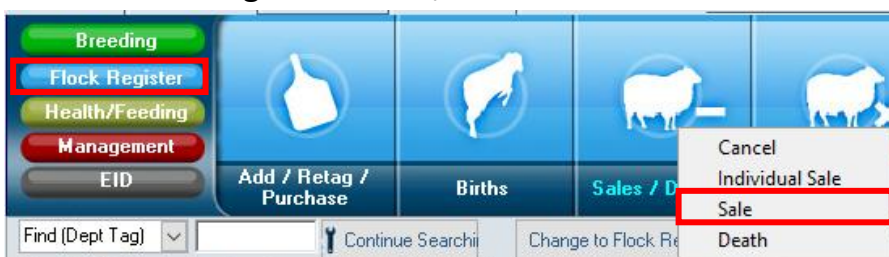 Breeding
Flock Register
Health/Feeding
Management
EID
Add / Retag /
Purchase
Births
Sales / D
Cancel
Individual Sale
Sale
Death
Find (Dept Tag)
Continue Searchi
Change to Flock Re